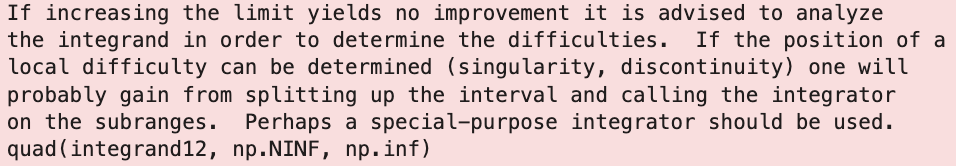 If increasing the limit yields no improvement it is advised to analyze
the integrand in order to determine the difficulties.  If the position of a
local difficulty can be determined (singularity, discontinuity) one will
probably gain from splitting up the interval and calling the integrator
on the subranges.  Perhaps a special-purpose integrator should be used.
quad(integrand12, np.NINF, np.inf)